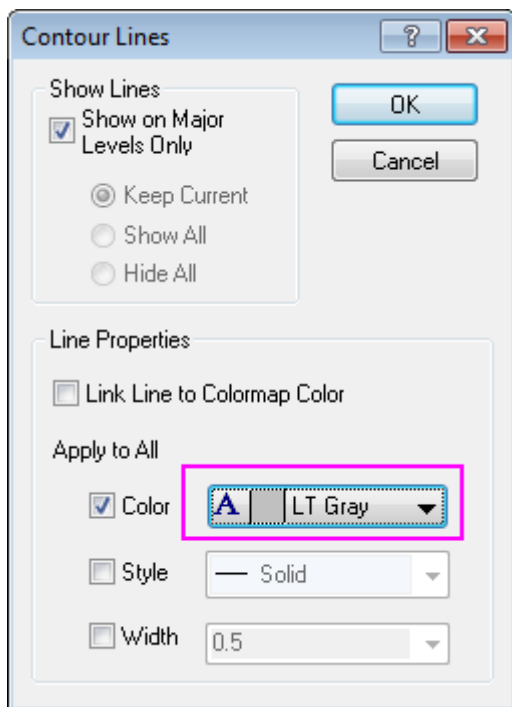 Contour Lines
?
Show Lines
Show on Major
Levels Only
Keep Current
Show All
Hide All
OK
Cancel
Line Properties
Link Line to Colormap Color
Apply to All
Color
A LT Gray
Style
Solid
Width
0.5